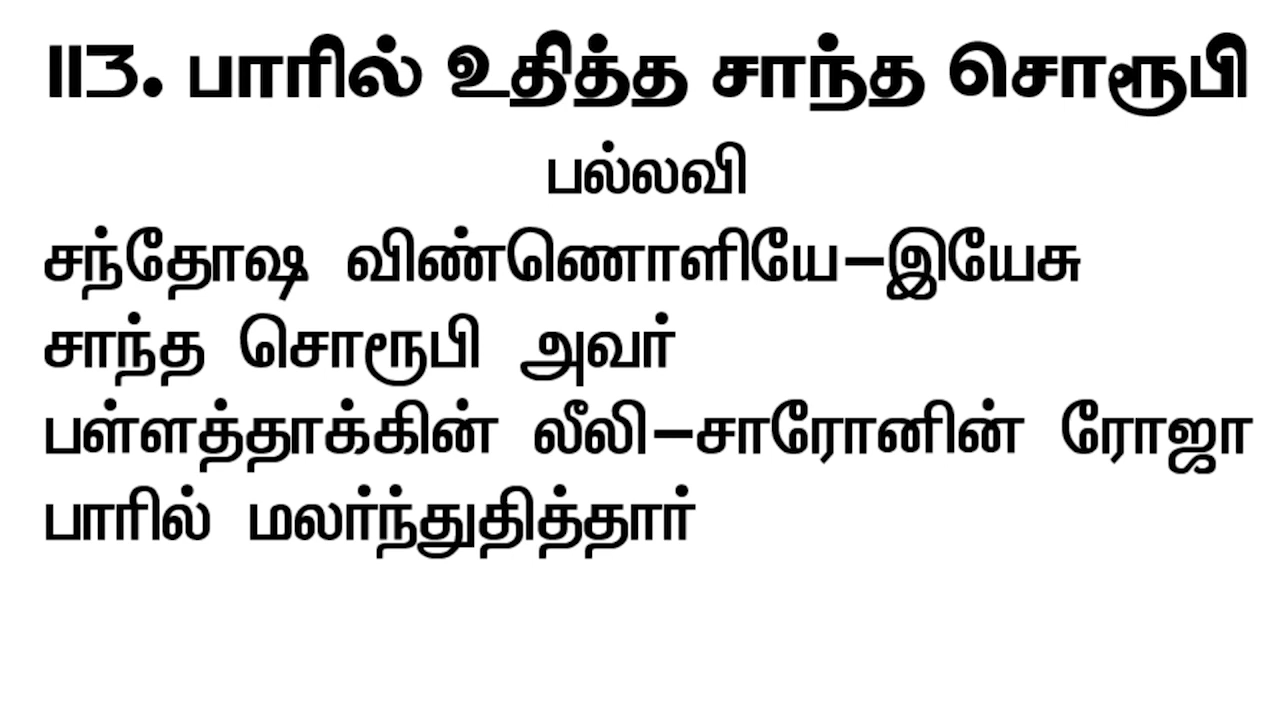 113. பாரில் உதித்த சாந்த சொரூபி
பல்லவி
சந்தோஷ விண்ணொளியே-இயேசு
சாந்த சொரூபி அவர்
பள்ளத்தாக்கின் லீலி-சாரோனின் ரோஜா
பாரில் மலர்ந்துதித்தார்